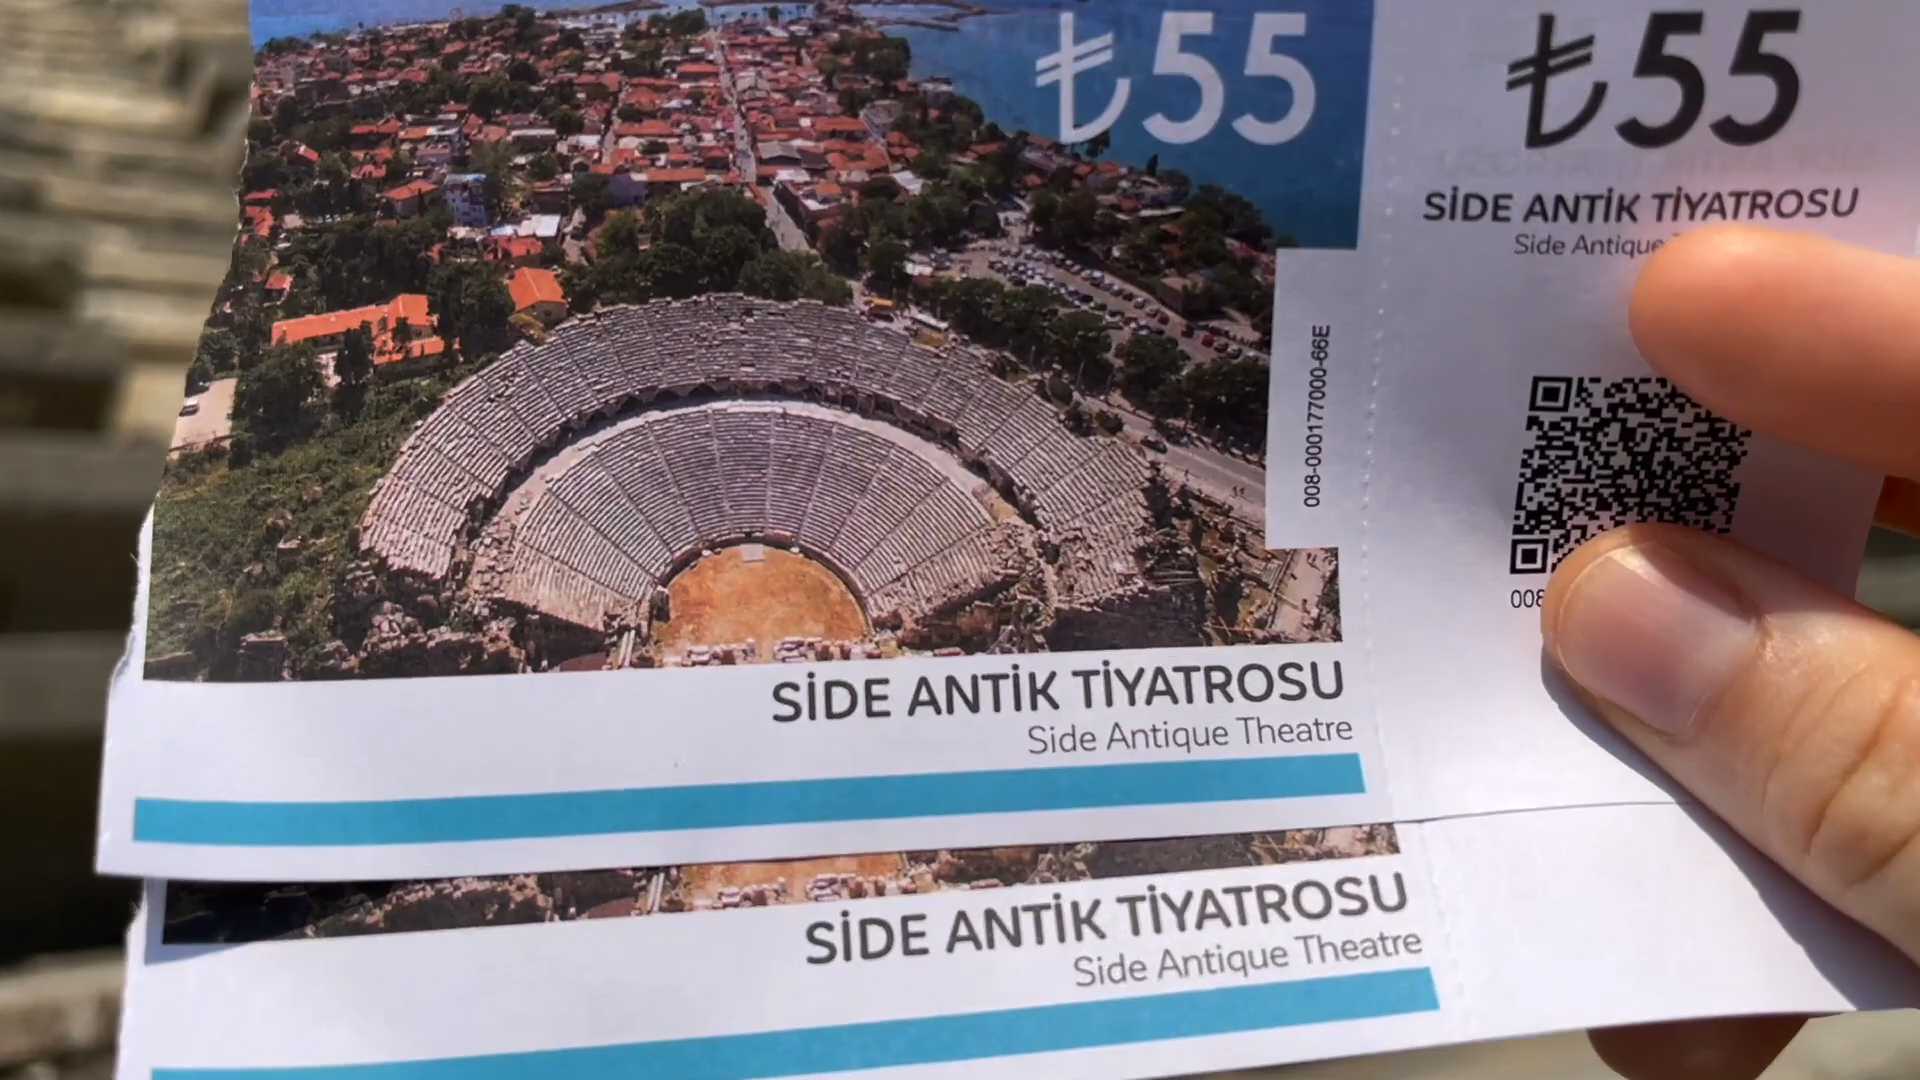 ₺55
₺55
SİDE ANTİK TİYATROSU
Side Antique
008-000177000-66E
008
SİDE ANTİK TİYATROSU
Side Antique Theatre
SİDE ANTİK TİYATROSU
Side Antique Theatre